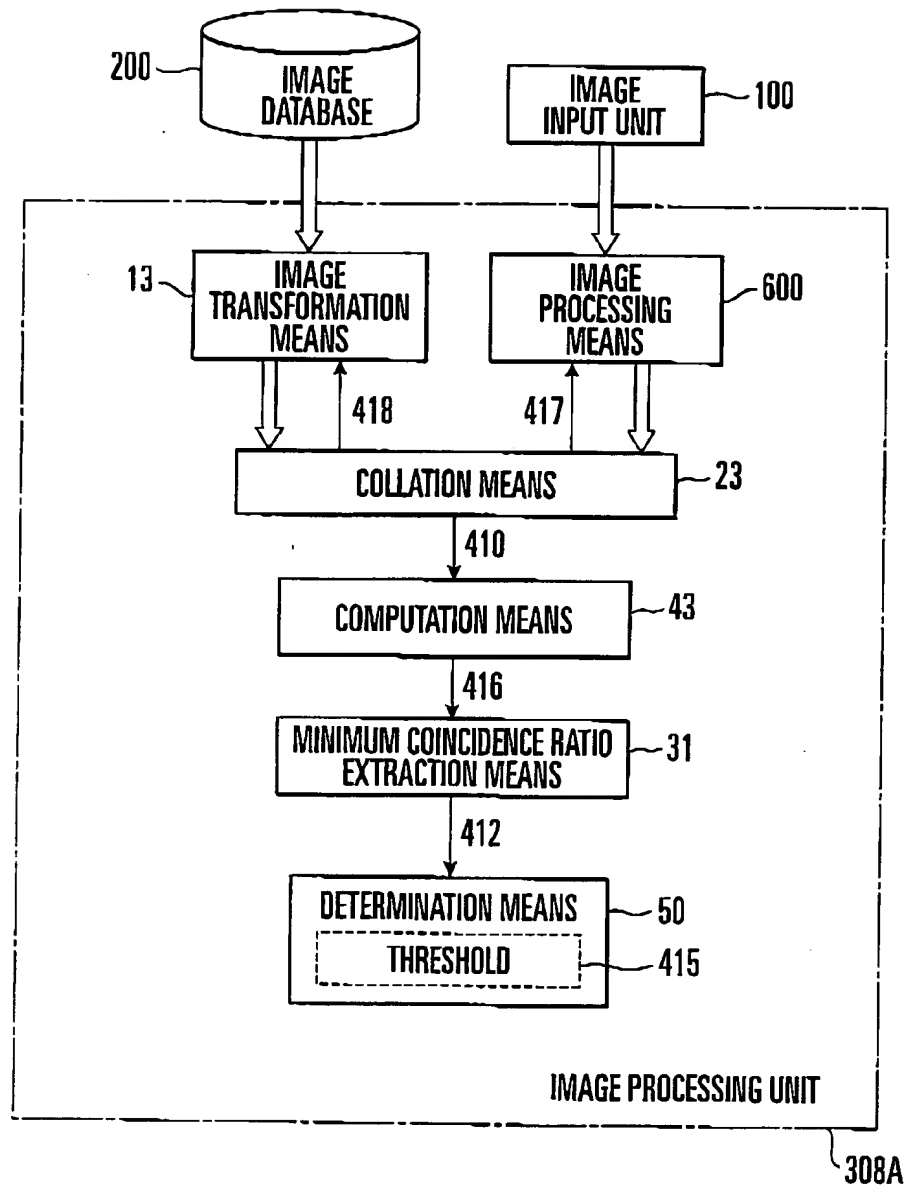 200
IMAGE
DATABASE
IMAGE
INPUT UNIT
100
13
IMAGE
TRANSFORMATION
MEANS
IMAGE
PROCESSING
MEANS
600
418
417
COLLATION MEANS
23
410
COMPUTATION MEANS
43
416
MINIMUM COINCIDENCE RATIO
EXTRACTION MEANS
31
412
DETERMINATION MEANS
50
THRESHOLD
415
IMAGE PROCESSING UNIT
308A